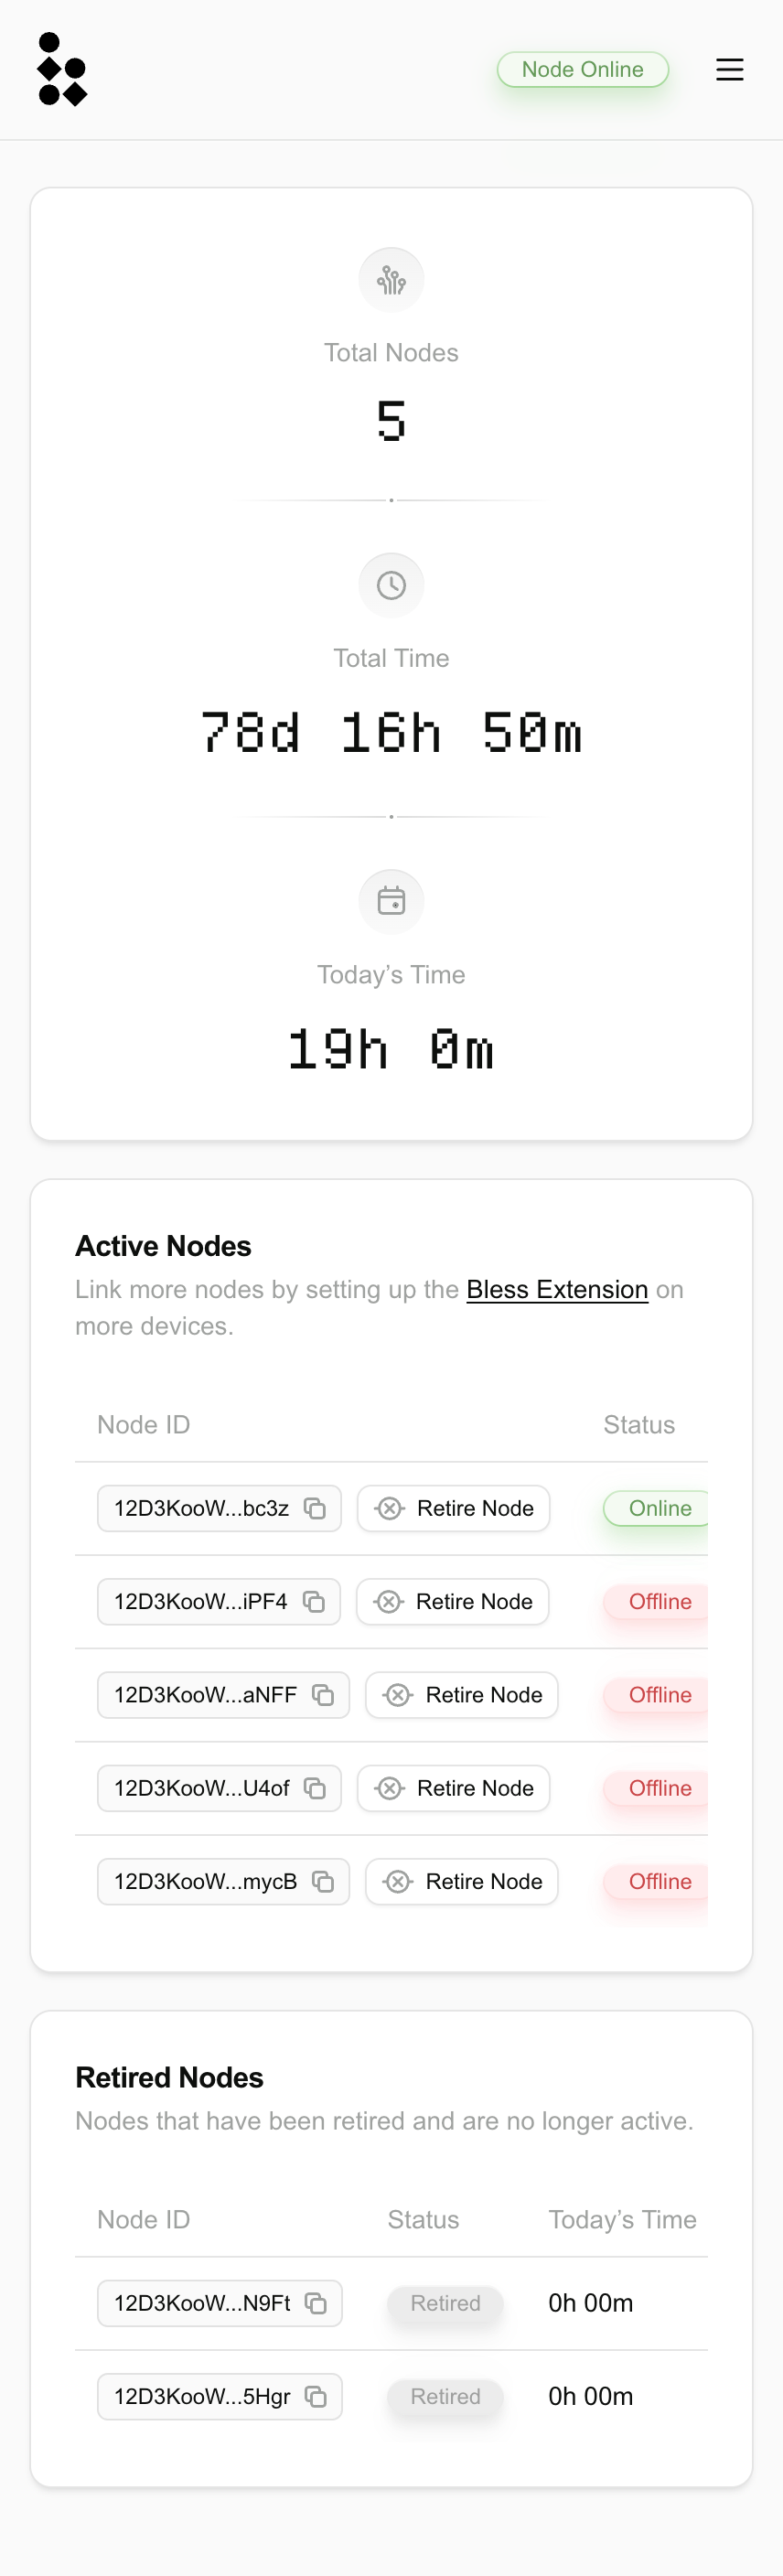 Node Online
Total Nodes
5
Total Time
78d 16h 50m
Today’s Time
19h 0m
Active Nodes
Link more nodes by setting up the Bless Extension on
more devices.
Node ID Status
12D3KooW...bc3z Retire Node Online
12D3KooW...iPF4 Retire Node Offline
12D3KooW...aNFF Retire Node Offline
12D3KooW...U4of Retire Node Offline
12D3KooW...mycB Retire Node Offline
Retired Nodes
Nodes that have been retired and are no longer active.
Node ID Status Today’s Time
12D3KooW...N9Ft Retired 0h 00m
12D3KooW...5Hgr Retired 0h 00m